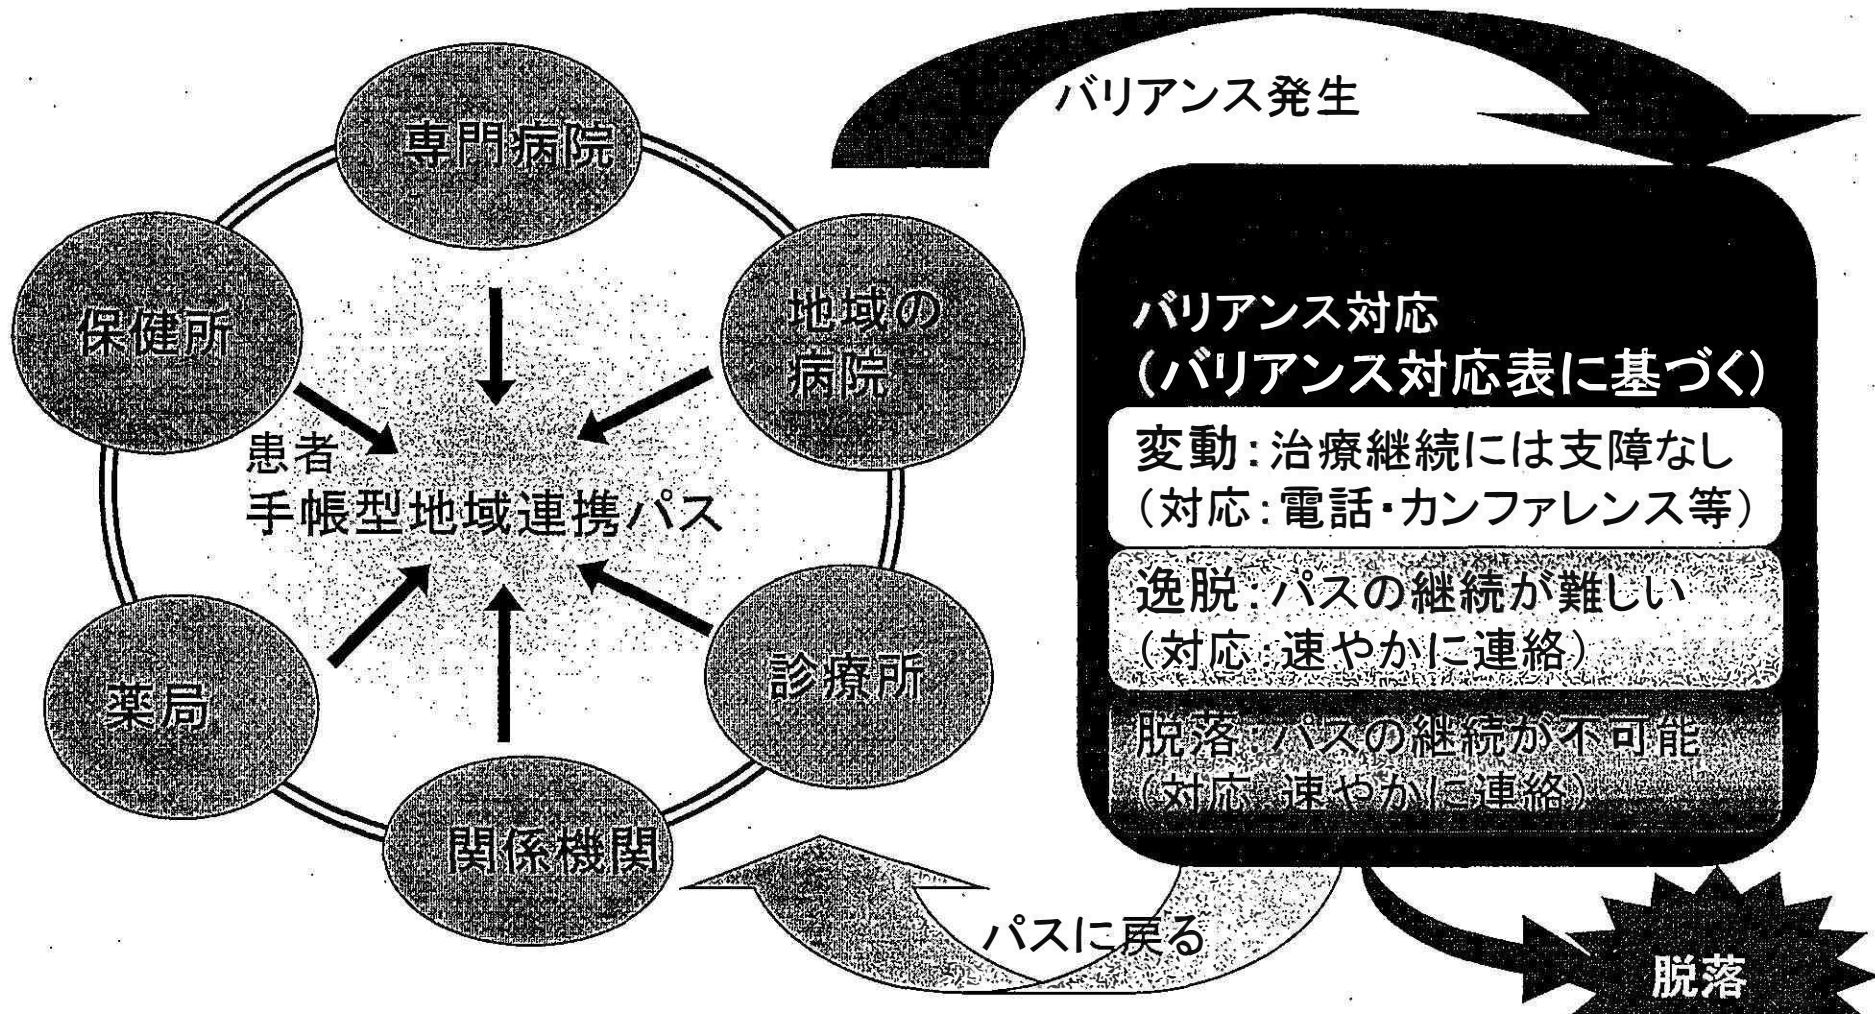 専門病院
保健所
地域の
病院
患者
手帳型地域連携パス
薬局
診療所
関係機関
バリアンス発生
バリアンス対応
(バリアンス対応表に基づく)
変動:治療継続には支障なし
(対応:電話・カンファレンス等)
逸脱:パスの継続が難しい
(対応:速やかに連絡)
脱落:パスの継続が不可能
(対応:速やかに連絡)
パスに戻る
脱落